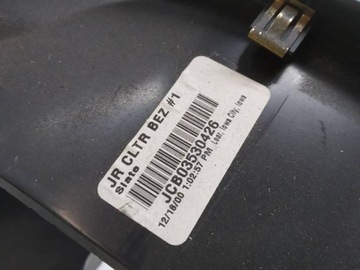 JR CLTR BEZ #1
Slate
JCB03530426
12/18/00 1:02:57 PM Lear, Iowa City, Iowa